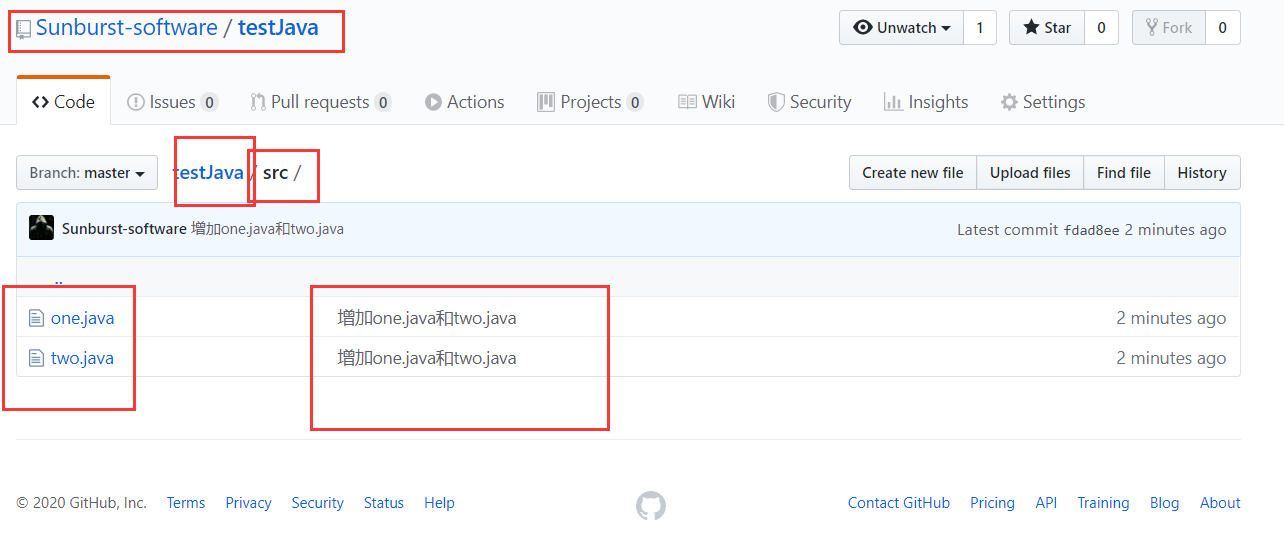 Sunburst-software / testJava Unwatch 1 Star 0 Fork 0
Code Issues 0 Pull requests 0 Actions Projects 0 Wiki Security Insights Settings
Branch: master testJava / src / Create new file Upload files Find file History
Sunburst-software 增加one.java和two.java Latest commit fdad8ee 2 minutes ago
..
one.java 增加one.java和two.java 2 minutes ago
two.java 增加one.java和two.java 2 minutes ago
© 2020 GitHub, Inc. Terms Privacy Security Status Help Contact GitHub Pricing API Training Blog About